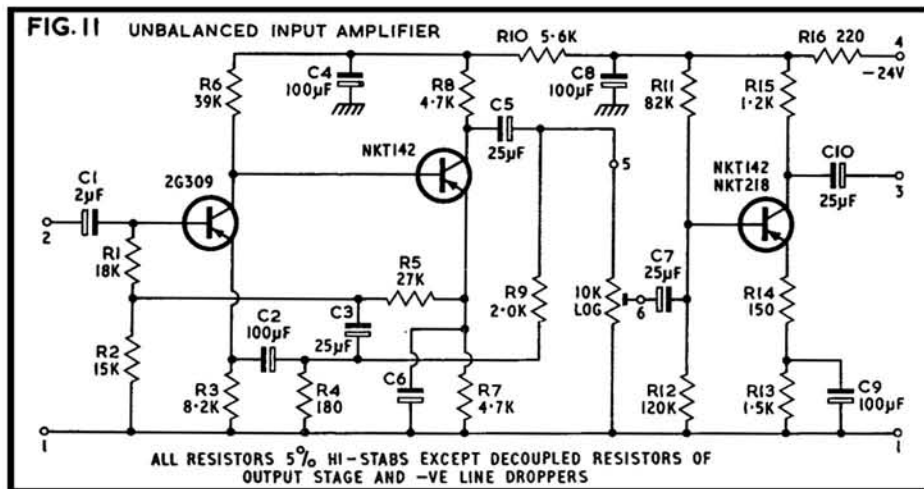 FIG. 11 UNBALANCED INPUT AMPLIFIER
R10 5·6K
R16 220
4
-24V
R6
39K
C4
100µF
R8
4·7K
C8
100µF
R11
82K
R15
1·2K
C5
25µF
5
NKT142
NKT142
NKT218
C10
25µF
3
2G309
C1
2µF
2
R1
18K
R5
27K
R9
2·0K
10K
LOG
C7
25µF
6
R14
150
C2
100µF
C3
25µF
R2
15K
R3
8·2K
R4
180
C6
R7
4·7K
R12
120K
R13
1·5K
C9
100µF
1
1
ALL RESISTORS 5% HI-STABS EXCEPT DECOUPLED RESISTORS OF
OUTPUT STAGE AND -VE LINE DROPPERS